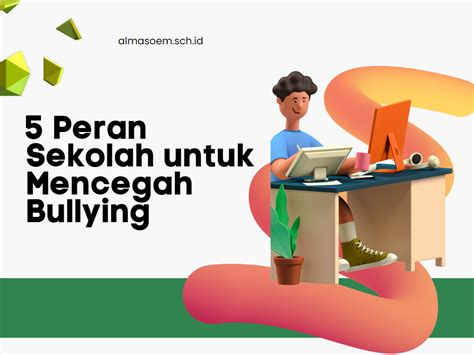 almasoem.sch.id
5 Peran
Sekolah untuk
Mencegah
Bullying